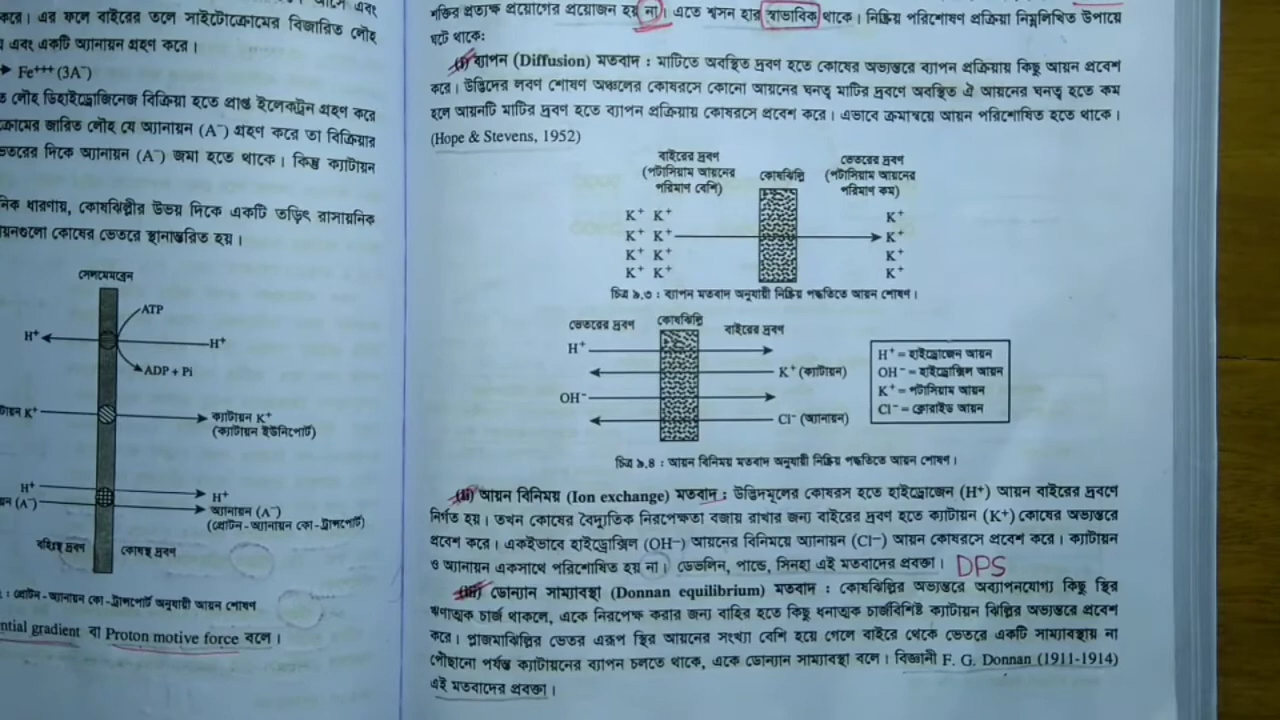 করে। এর ফলে বাইরের তলে সাইটোক্রোমের বিজারিত লৌহ
এবং একটি অ্যানায়ন গ্রহণ করে।
Fe+++ (3A⁻)
লৌহ ডিহাইড্রোজিনেজ বিক্রিয়া হতে প্রাপ্ত ইলেকট্রন গ্রহণ করে
জারিত লৌহ যে অ্যানায়ন (A⁻) গ্রহণ করে তা বিক্রিয়ার
দিকে অ্যানায়ন (A⁻) জমা হতে থাকে। কিন্তু ক্যাটায়ন
ধারণায়, কোষঝিল্লীর উভয় দিকে একটি তড়িৎ রাসায়নিক
কোষের ভেতরে স্থানান্তরিত হয়।
সেলমেমব্রেন
ATP
H⁺ H⁺
ADP + Pi
K⁺ ক্যাটায়ন K⁺
(ক্যাটায়ন ইউনিপোর্ট)
H⁺ H⁺
(A⁻) অ্যানায়ন (A⁻)
(প্রোটন-অ্যানায়ন কো-ট্রান্সপোর্ট)
বহিঃস্থ দ্রবণ কোষস্থ দ্রবণ
: প্রোটন-অ্যানায়ন কো-ট্রান্সপোর্ট অনুযায়ী আয়ন শোষণ
ntial gradient বা Proton motive force বলে।
শক্তির প্রত্যক্ষ প্রয়োগের প্রয়োজন হয় না। এতে শ্বসন হার স্বাভাবিক থাকে। নিষ্ক্রিয় পরিশোষণ প্রক্রিয়া নিম্নলিখিত উপায়ে
ঘটে থাকে:
(i) ব্যাপন (Diffusion) মতবাদ : মাটিতে অবস্থিত দ্রবণ হতে কোষের অভ্যন্তরে ব্যাপন প্রক্রিয়ায় কিছু আয়ন প্রবেশ
করে। উদ্ভিদের লবণ শোষণ অঞ্চলের কোষরসে কোনো আয়নের ঘনত্ব মাটির দ্রবণে অবস্থিত ঐ আয়নের ঘনত্ব হতে কম
হলে আয়নটি মাটির দ্রবণ হতে ব্যাপন প্রক্রিয়ায় কোষরসে প্রবেশ করে। এভাবে ক্রমান্বয়ে আয়ন পরিশোষিত হতে থাকে।
(Hope & Stevens, 1952)
বাইরের দ্রবণ
(পটাসিয়াম আয়নের
পরিমাণ বেশি)
কোষঝিল্লি
ভেতরের দ্রবণ
(পটাসিয়াম আয়নের
পরিমাণ কম)
K⁺ K⁺ K⁺
K⁺ K⁺ K⁺
K⁺ K⁺ K⁺
K⁺ K⁺ K⁺
চিত্র ৯.৩ : ব্যাপন মতবাদ অনুযায়ী নিষ্ক্রিয় পদ্ধতিতে আয়ন শোষণ।
ভেতরের দ্রবণ কোষঝিল্লি বাইরের দ্রবণ
H⁺
K⁺ (ক্যাটায়ন)
OH⁻
Cl⁻ (অ্যানায়ন)
H⁺ = হাইড্রোজেন আয়ন
OH⁻ = হাইড্রোক্সিল আয়ন
K⁺ = পটাসিয়াম আয়ন
Cl⁻ = ক্লোরাইড আয়ন
চিত্র ৯.৪ : আয়ন বিনিময় মতবাদ অনুযায়ী নিষ্ক্রিয় পদ্ধতিতে আয়ন শোষণ।
(ii) আয়ন বিনিময় (Ion exchange) মতবাদ : উদ্ভিদমূলের কোষরস হতে হাইড্রোজেন (H⁺) আয়ন বাইরের দ্রবণে
নির্গত হয়। তখন কোষের বৈদ্যুতিক নিরপেক্ষতা বজায় রাখার জন্য বাইরের দ্রবণ হতে ক্যাটায়ন (K⁺) কোষের অভ্যন্তরে
প্রবেশ করে। একইভাবে হাইড্রোক্সিল (OH⁻) আয়নের বিনিময়ে অ্যানায়ন (Cl⁻) আয়ন কোষরসে প্রবেশ করে। ক্যাটায়ন
ও অ্যানায়ন একসাথে পরিশোষিত হয় না। ডেভলিন, পান্ডে, সিনহা এই মতবাদের প্রবক্তা। DPS
(iii) ডোন্যান সাম্যাবস্থা (Donnan equilibrium) মতবাদ : কোষঝিল্লির অভ্যন্তরে অব্যাপনযোগ্য কিছু স্থির
ঋণাত্মক চার্জ থাকলে, একে নিরপেক্ষ করার জন্য বাহির হতে কিছু ধনাত্মক চার্জবিশিষ্ট ক্যাটায়ন ঝিল্লির অভ্যন্তরে প্রবেশ
করে। প্লাজমাঝিল্লির ভেতর এরূপ স্থির আয়নের সংখ্যা বেশি হয়ে গেলে বাইরে থেকে ভেতরে একটি সাম্যাবস্থায় না
পৌঁছানো পর্যন্ত ক্যাটায়নের ব্যাপন চলতে থাকে, একে ডোন্যান সাম্যাবস্থা বলে। বিজ্ঞানী F. G. Donnan (1911-1914)
এই মতবাদের প্রবক্তা।